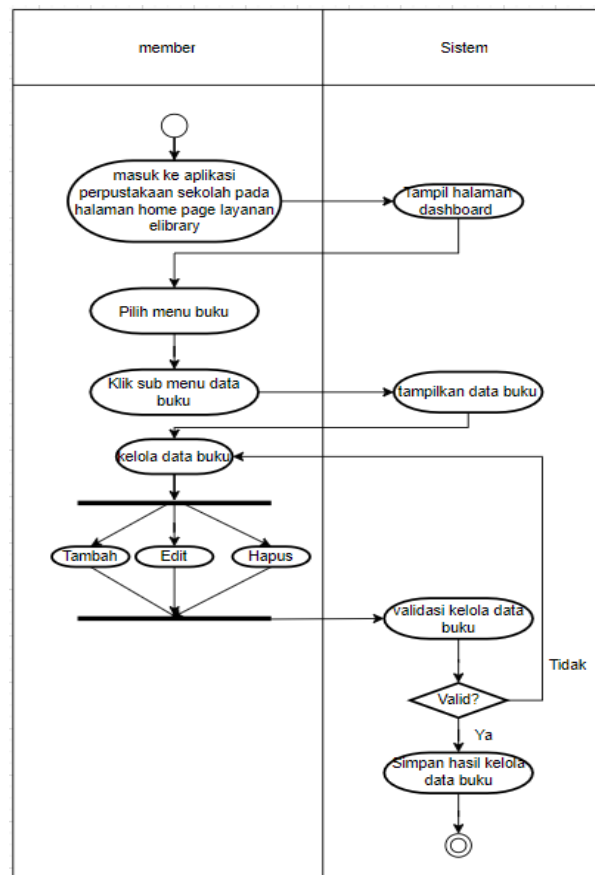 member
Sistem
masuk ke aplikasi
perpustakaan sekolah pada
halaman home page layanan
elibrary
Tampil halaman
dashboard
Pilih menu buku
Klik sub menu data
buku
tampilkan data buku
kelola data buku
Tambah
Edit
Hapus
validasi kelola data
buku
Tidak
Valid?
Ya
Simpan hasil kelola
data buku